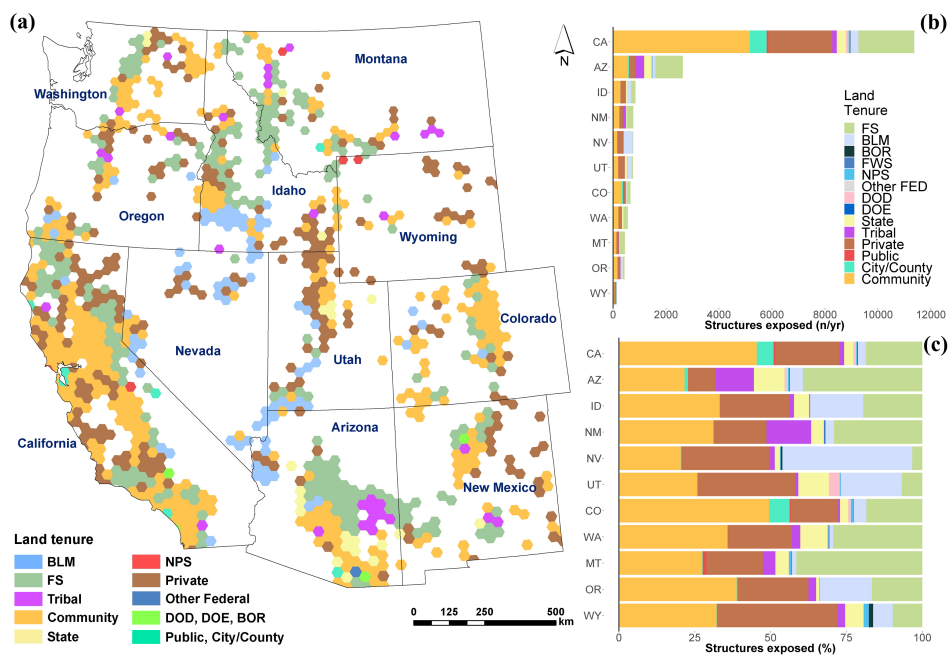 (a)
N
Washington
Montana
Oregon
Idaho
Wyoming
Nevada
Utah
Colorado
California
Arizona
New Mexico
Land tenure
BLM
FS
Tribal
Community
State
NPS
Private
Other Federal
DOD, DOE, BOR
Public, City/County
0 125 250 500
km
(b)
CA
AZ
ID
NM
NV
UT
CO
WA
MT
OR
WY
0 2000 4000 6000 8000 10000 12000
Structures exposed (n/yr)
Land
Tenure
FS
BLM
BOR
FWS
NPS
Other FED
DOD
DOE
State
Tribal
Private
Public
City/County
Community
(c)
CA
AZ
ID
NM
NV
UT
CO
WA
MT
OR
WY
0 25 50 75 100
Structures exposed (%)